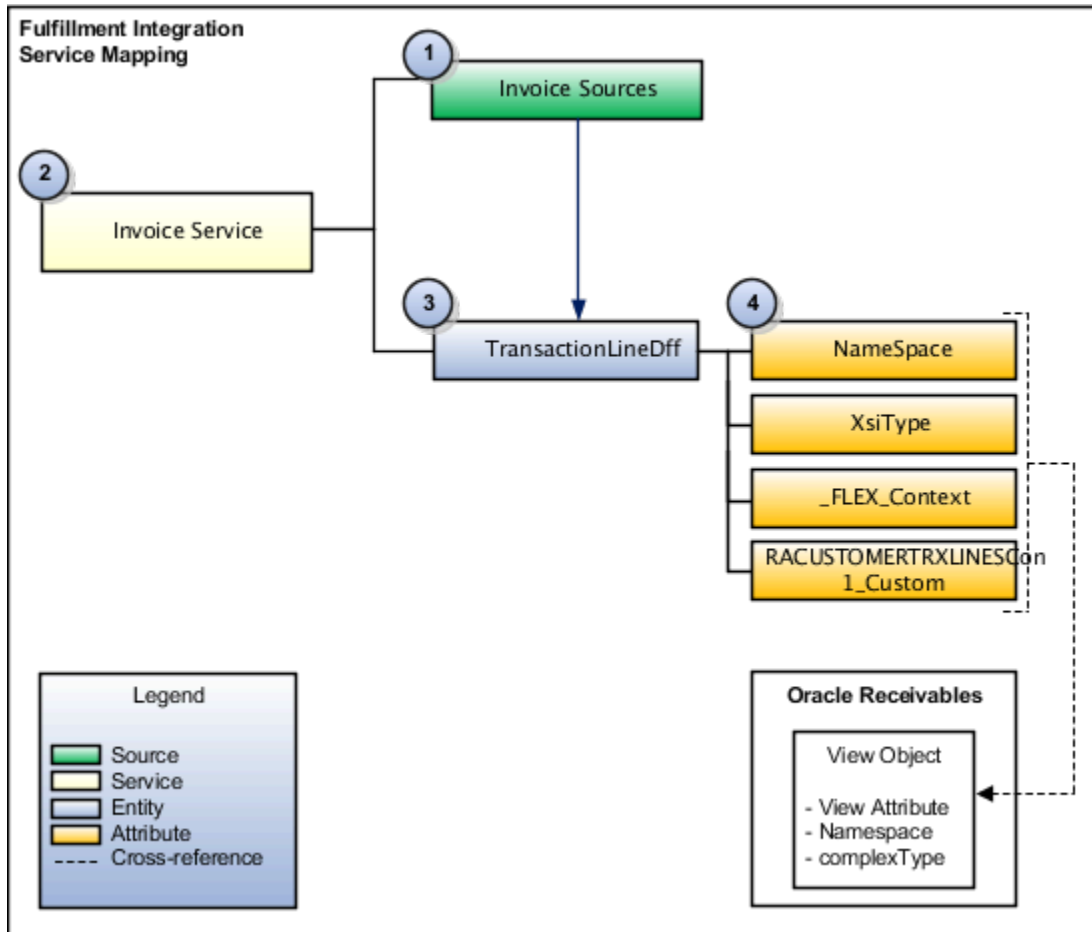 Fulfillment Integration
Service Mapping
1
Invoice Sources
2
Invoice Service
3
TransactionLineDff
4
NameSpace
XsiType
_FLEX_Context
RACUSTOMERTRXLINESCon
1_Custom
Legend
Source
Service
Entity
Attribute
Cross-reference
Oracle Receivables
View Object
- View Attribute
- Namespace
- complexType